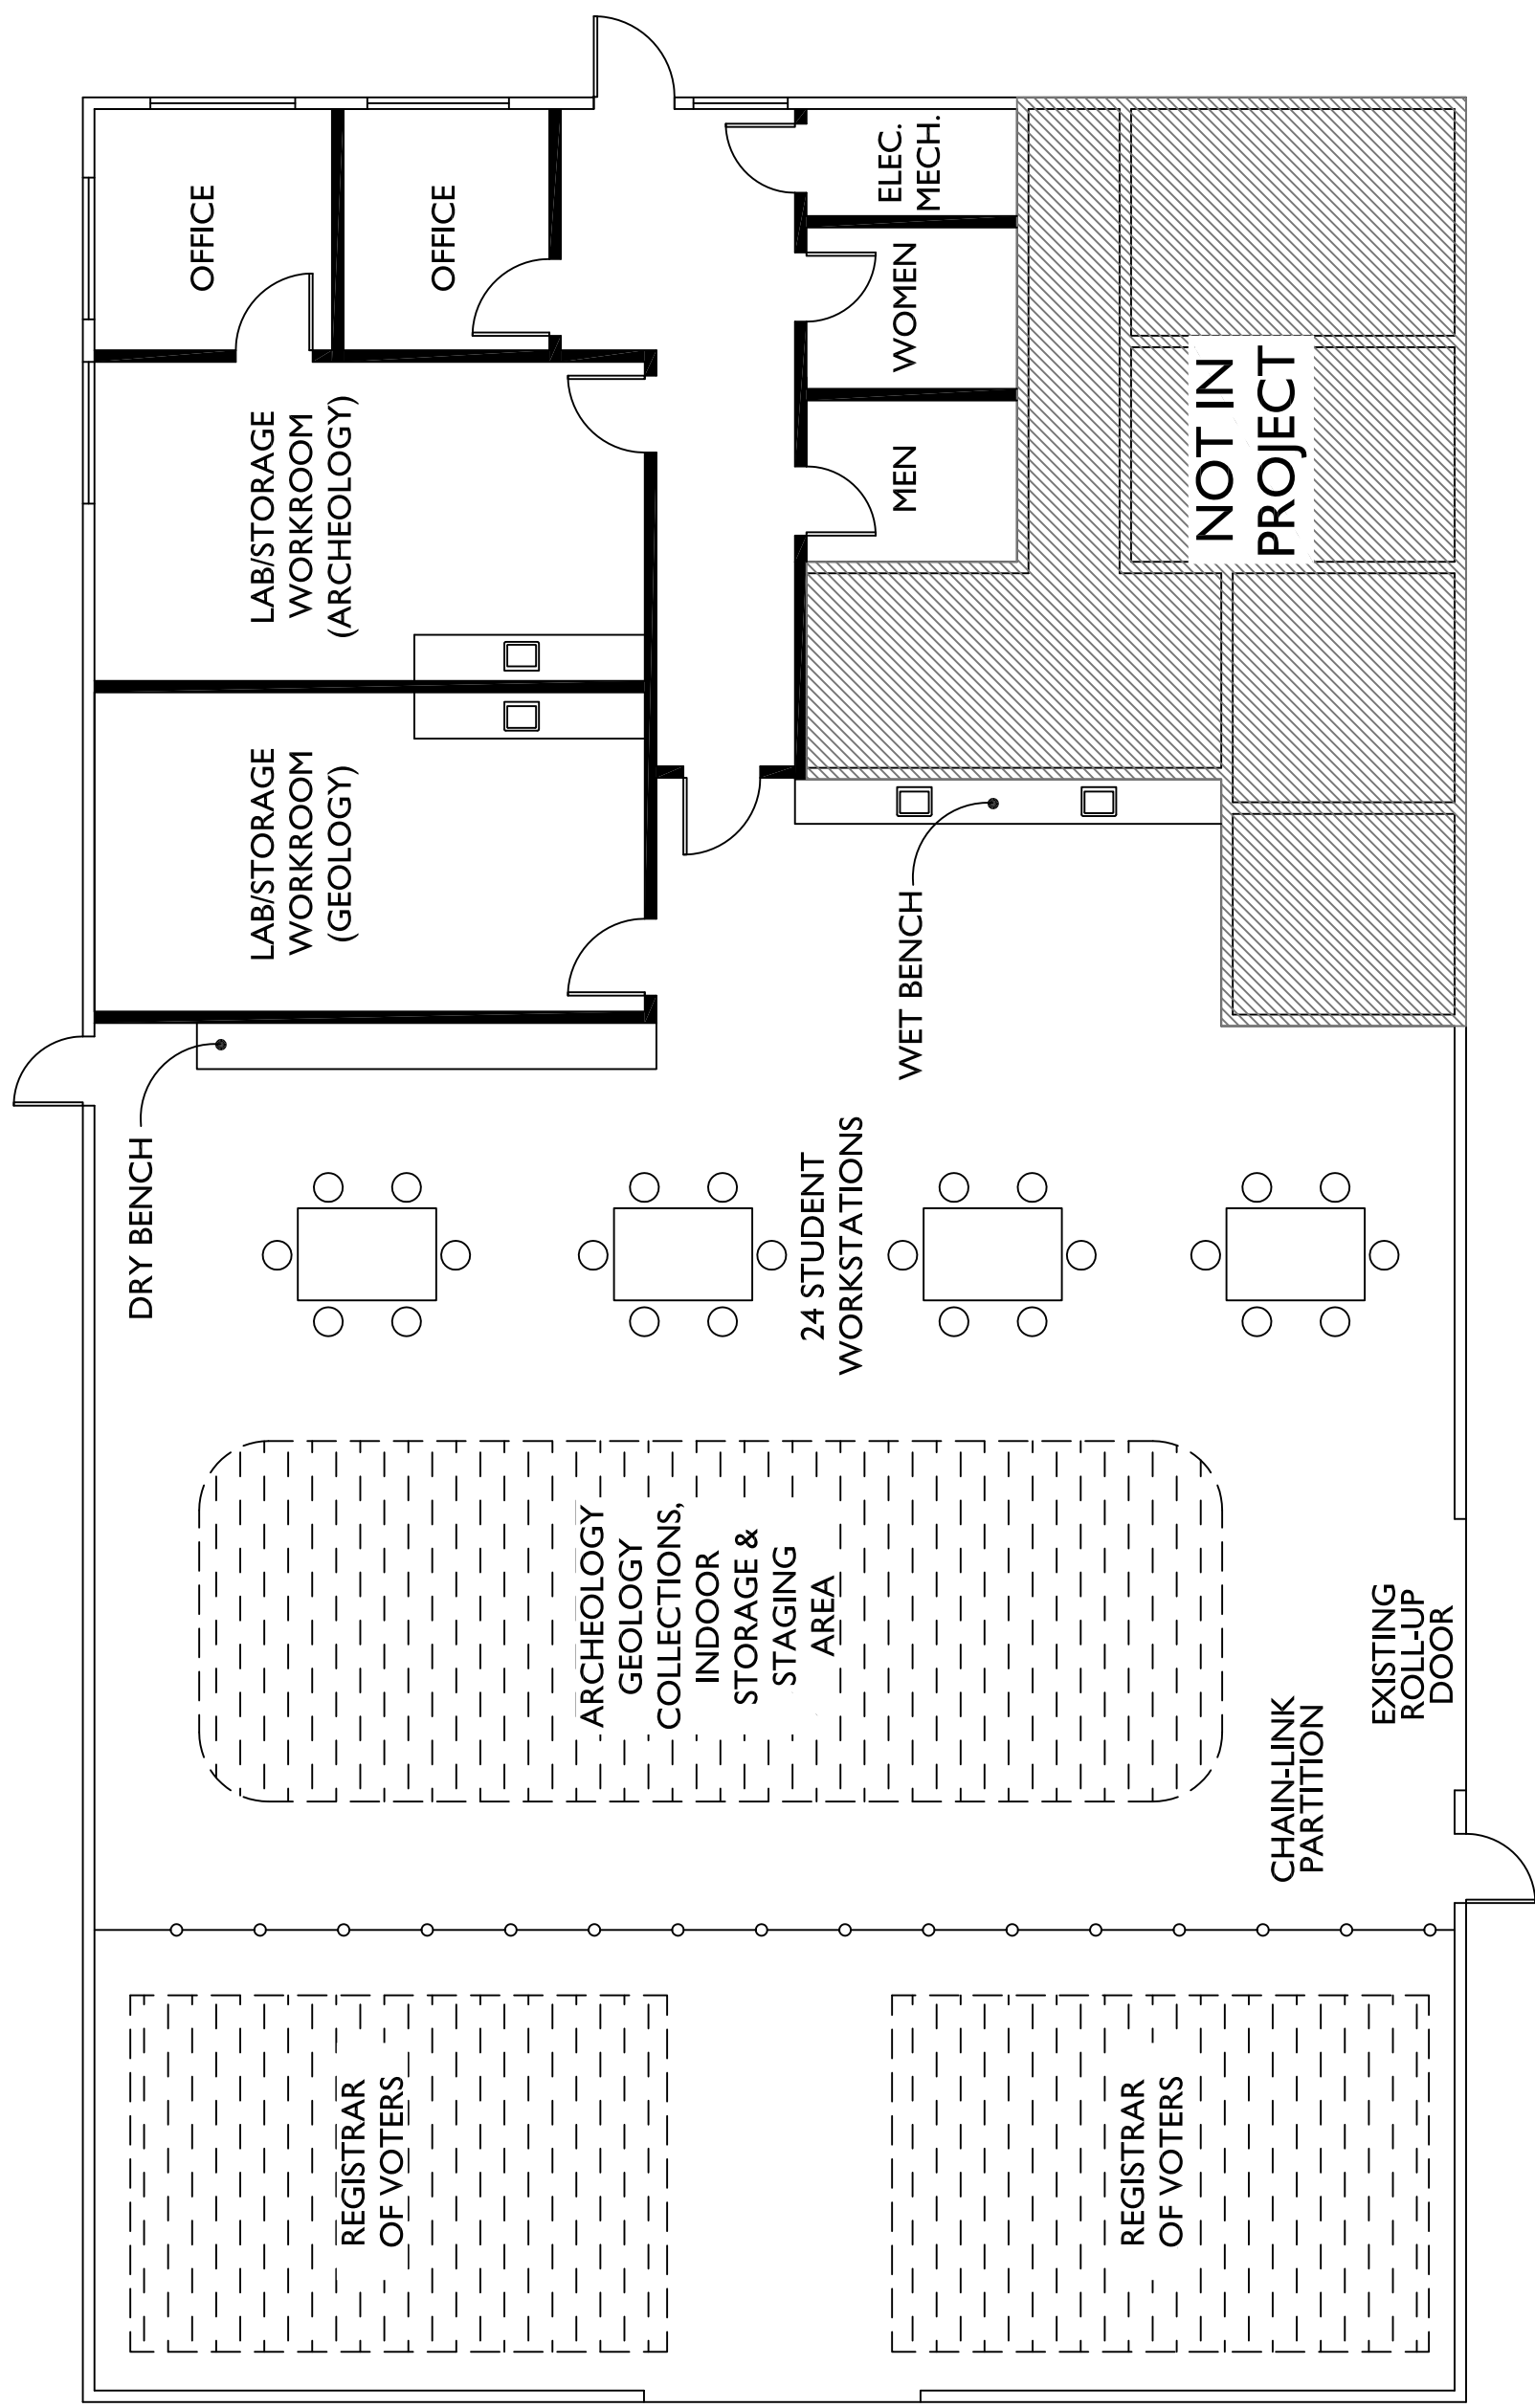 OFFICE
OFFICE
ELEC.
MECH.
WOMEN
MEN
NOT IN
PROJECT
LAB/STORAGE
WORKROOM
(ARCHEOLOGY)
LAB/STORAGE
WORKROOM
(GEOLOGY)
WET BENCH
DRY BENCH
24 STUDENT
WORKSTATIONS
ARCHEOLOGY
GEOLOGY
COLLECTIONS,
INDOOR
STORAGE &
STAGING
AREA
EXISTING
ROLL-UP
DOOR
CHAIN-LINK
PARTITION
REGISTRAR
OF VOTERS
REGISTRAR
OF VOTERS